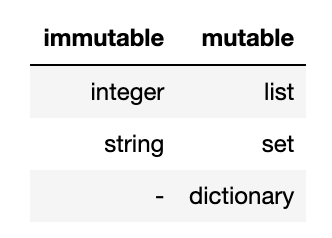 immutable mutable
integer list
string set
- dictionary